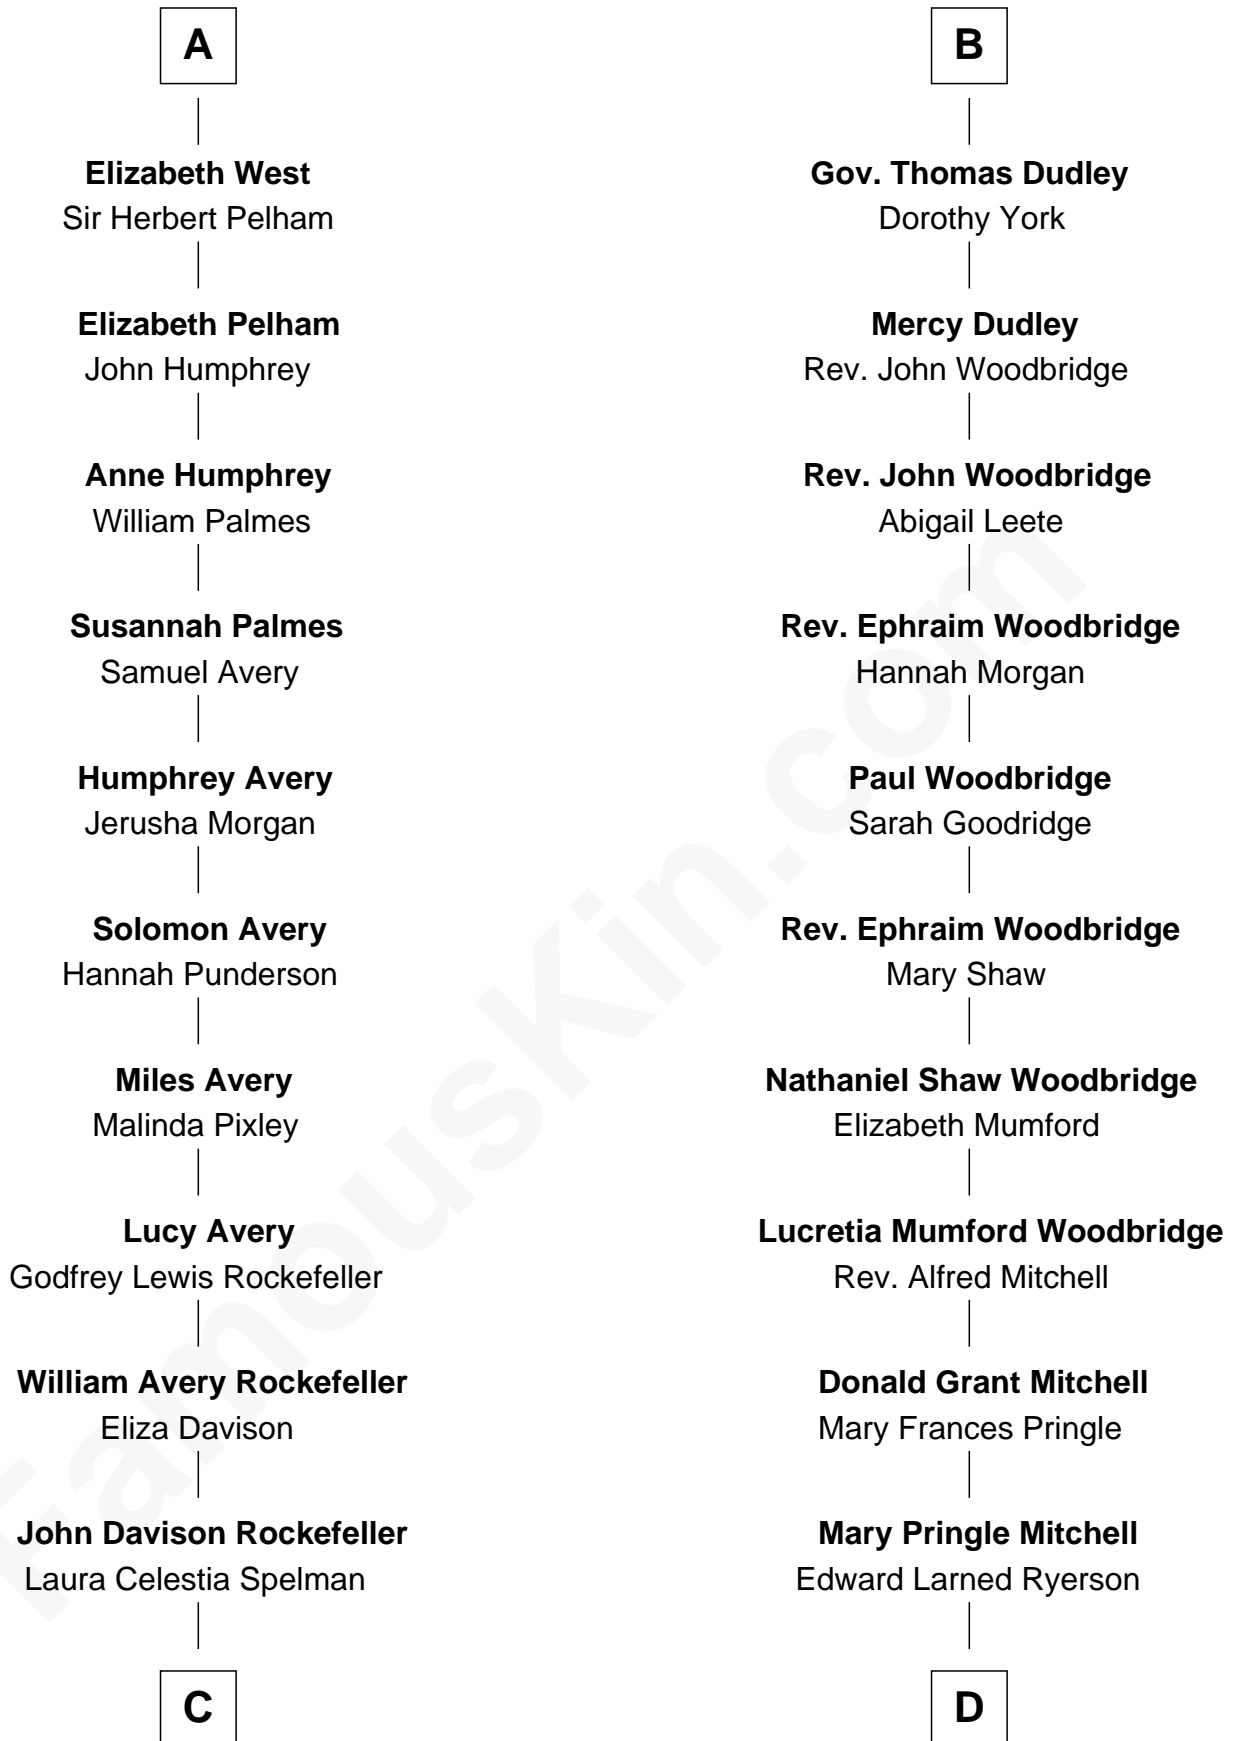 A
Elizabeth West
Sir Herbert Pelham
Elizabeth Pelham
John Humphrey
Anne Humphrey
William Palmes
Susannah Palmes
Samuel Avery
Humphrey Avery
Jerusha Morgan
Solomon Avery
Hannah Punderson
Miles Avery
Malinda Pixley
Lucy Avery
Godfrey Lewis Rockefeller
William Avery Rockefeller
Eliza Davison
John Davison Rockefeller
Laura Celestia Spelman
C
B
Gov. Thomas Dudley
Dorothy York
Mercy Dudley
Rev. John Woodbridge
Rev. John Woodbridge
Abigail Leete
Rev. Ephraim Woodbridge
Hannah Morgan
Paul Woodbridge
Sarah Goodridge
Rev. Ephraim Woodbridge
Mary Shaw
Nathaniel Shaw Woodbridge
Elizabeth Mumford
Lucretia Mumford Woodbridge
Rev. Alfred Mitchell
Donald Grant Mitchell
Mary Frances Pringle
Mary Pringle Mitchell
Edward Larned Ryerson
D
FamousKin.com